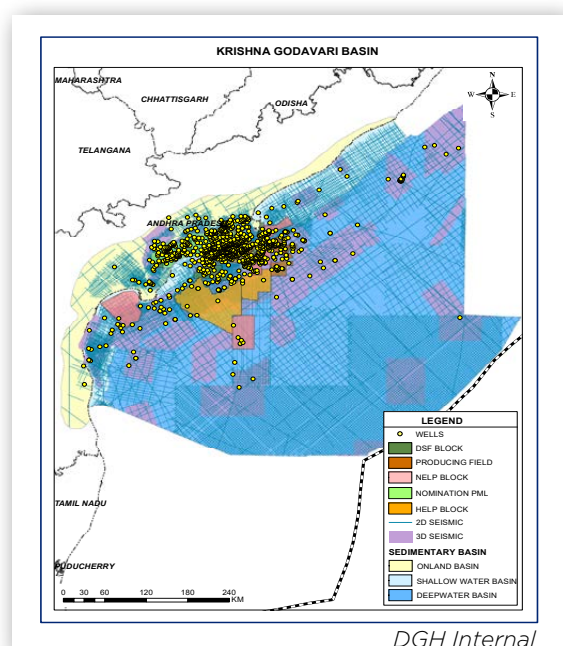 KRISHNA GODAVARI BASIN
MAHARASHTRA
CHHATTISGARH
ODISHA
N
W E
S
TELANGANA
ANDHRA PRADESH
LEGEND
WELLS
DSF BLOCK
PRODUCING FIELD
NELP BLOCK
NOMINATION PML
HELP BLOCK
2D SEISMIC
3D SEISMIC
SEDIMENTARY BASIN
ONLAND BASIN
SHALLOW WATER BASIN
DEEPWATER BASIN
TAMIL NADU
PUDUCHERRY
0 30 60 120 180 240
KM
DGH Internal